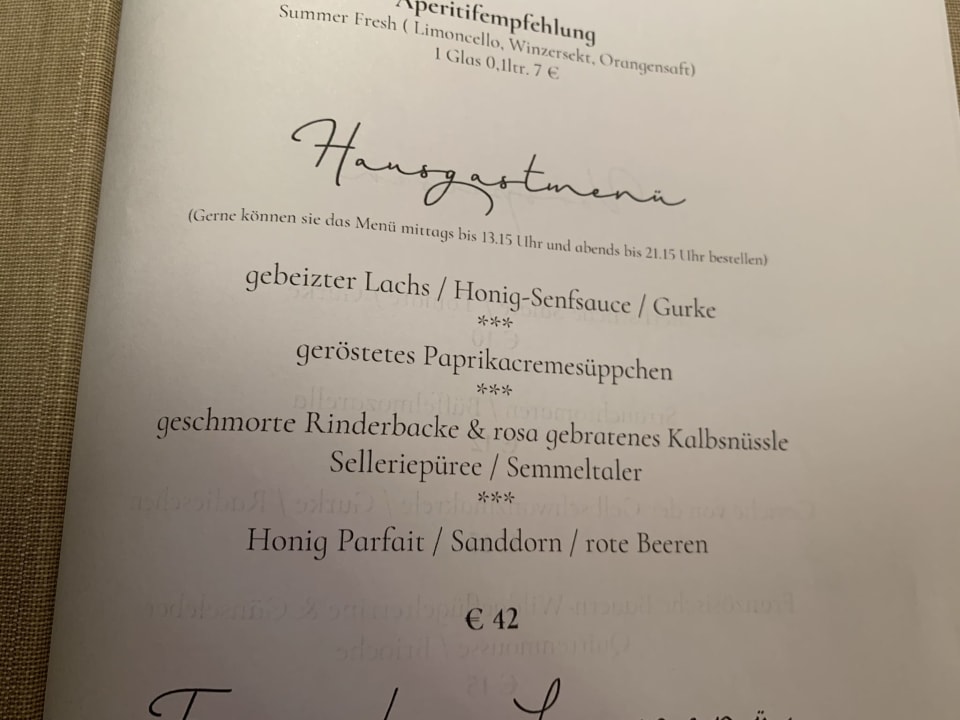 Aperitifempfehlung
Summer Fresh ( Limoncello, Winzersekt, Orangensaft)
1 Glas 0,1ltr. 7 €
Hausgastmenü
(Gerne können sie das Menü mittags bis 13.15 Uhr und abends bis 21.15 Uhr bestellen)
gebeizter Lachs / Honig-Senfsauce / Gurke
***
geröstetes Paprikacremesüppchen
***
geschmorte Rinderbacke & rosa gebratenes Kalbsnüssle
Selleriepüree / Semmeltaler
***
Honig Parfait / Sanddorn / rote Beeren
€ 42